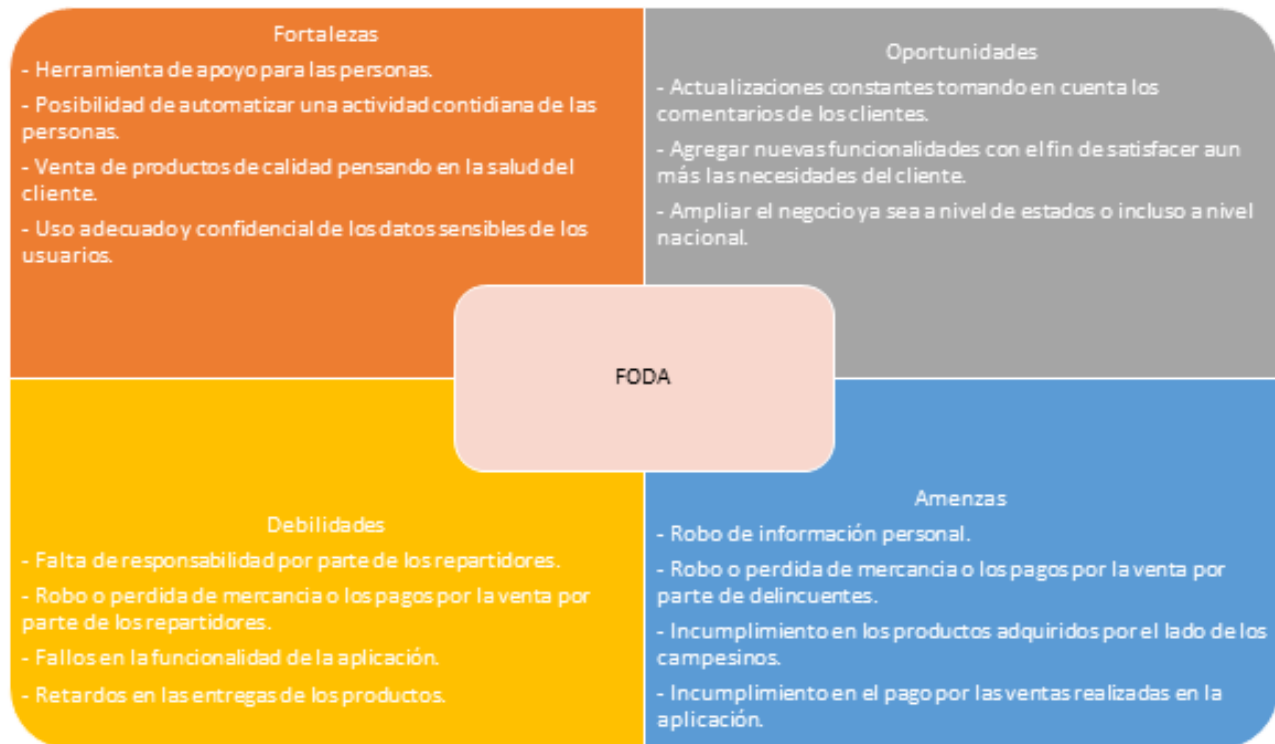 Fortalezas
- Herramienta de apoyo para las personas.
- Posibilidad de automatizar una actividad contidiana de las
personas.
- Venta de productos de calidad pensando en la salud del
cliente.
- Uso adecuado y confidencial de los datos sensibles de los
usuarios.
Oportunidades
- Actualizaciones constantes tomando en cuenta los
comentarios de los clientes.
- Agregar nuevas funcionalidades con el fin de satisfacer aun
más las necesidades del cliente.
- Ampliar el negocio ya sea a nivel de estados o incluso a nivel
nacional.
FODA
Debilidades
- Falta de responsabilidad por parte de los repartidores.
- Robo o perdida de mercancia o los pagos por la venta por
parte de los repartidores.
- Fallos en la funcionalidad de la aplicación.
- Retardos en las entregas de los productos.
Amenzas
- Robo de información personal.
- Robo o perdida de mercancia o los pagos por la venta por
parte de delincuentes.
- Incumplimiento en los productos adquiridos por el lado de los
campesinos.
- Incumplimiento en el pago por las ventas realizadas en la
aplicación.